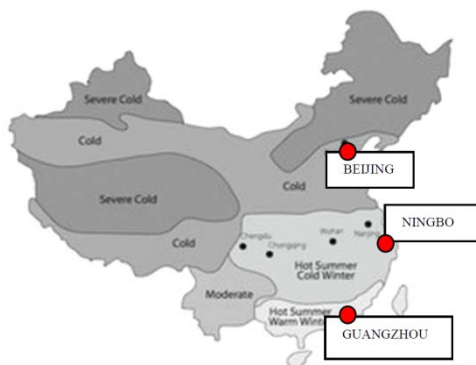 Severe Cold
Severe Cold
Cold
Severe Cold
Cold
Cold
BEIJING
NINGBO
Chengdu
Chongqing
Wuhan
Nanjing
Hot Summer
Cold Winter
Moderate
Hot Summer
Warm Winter
GUANGZHOU